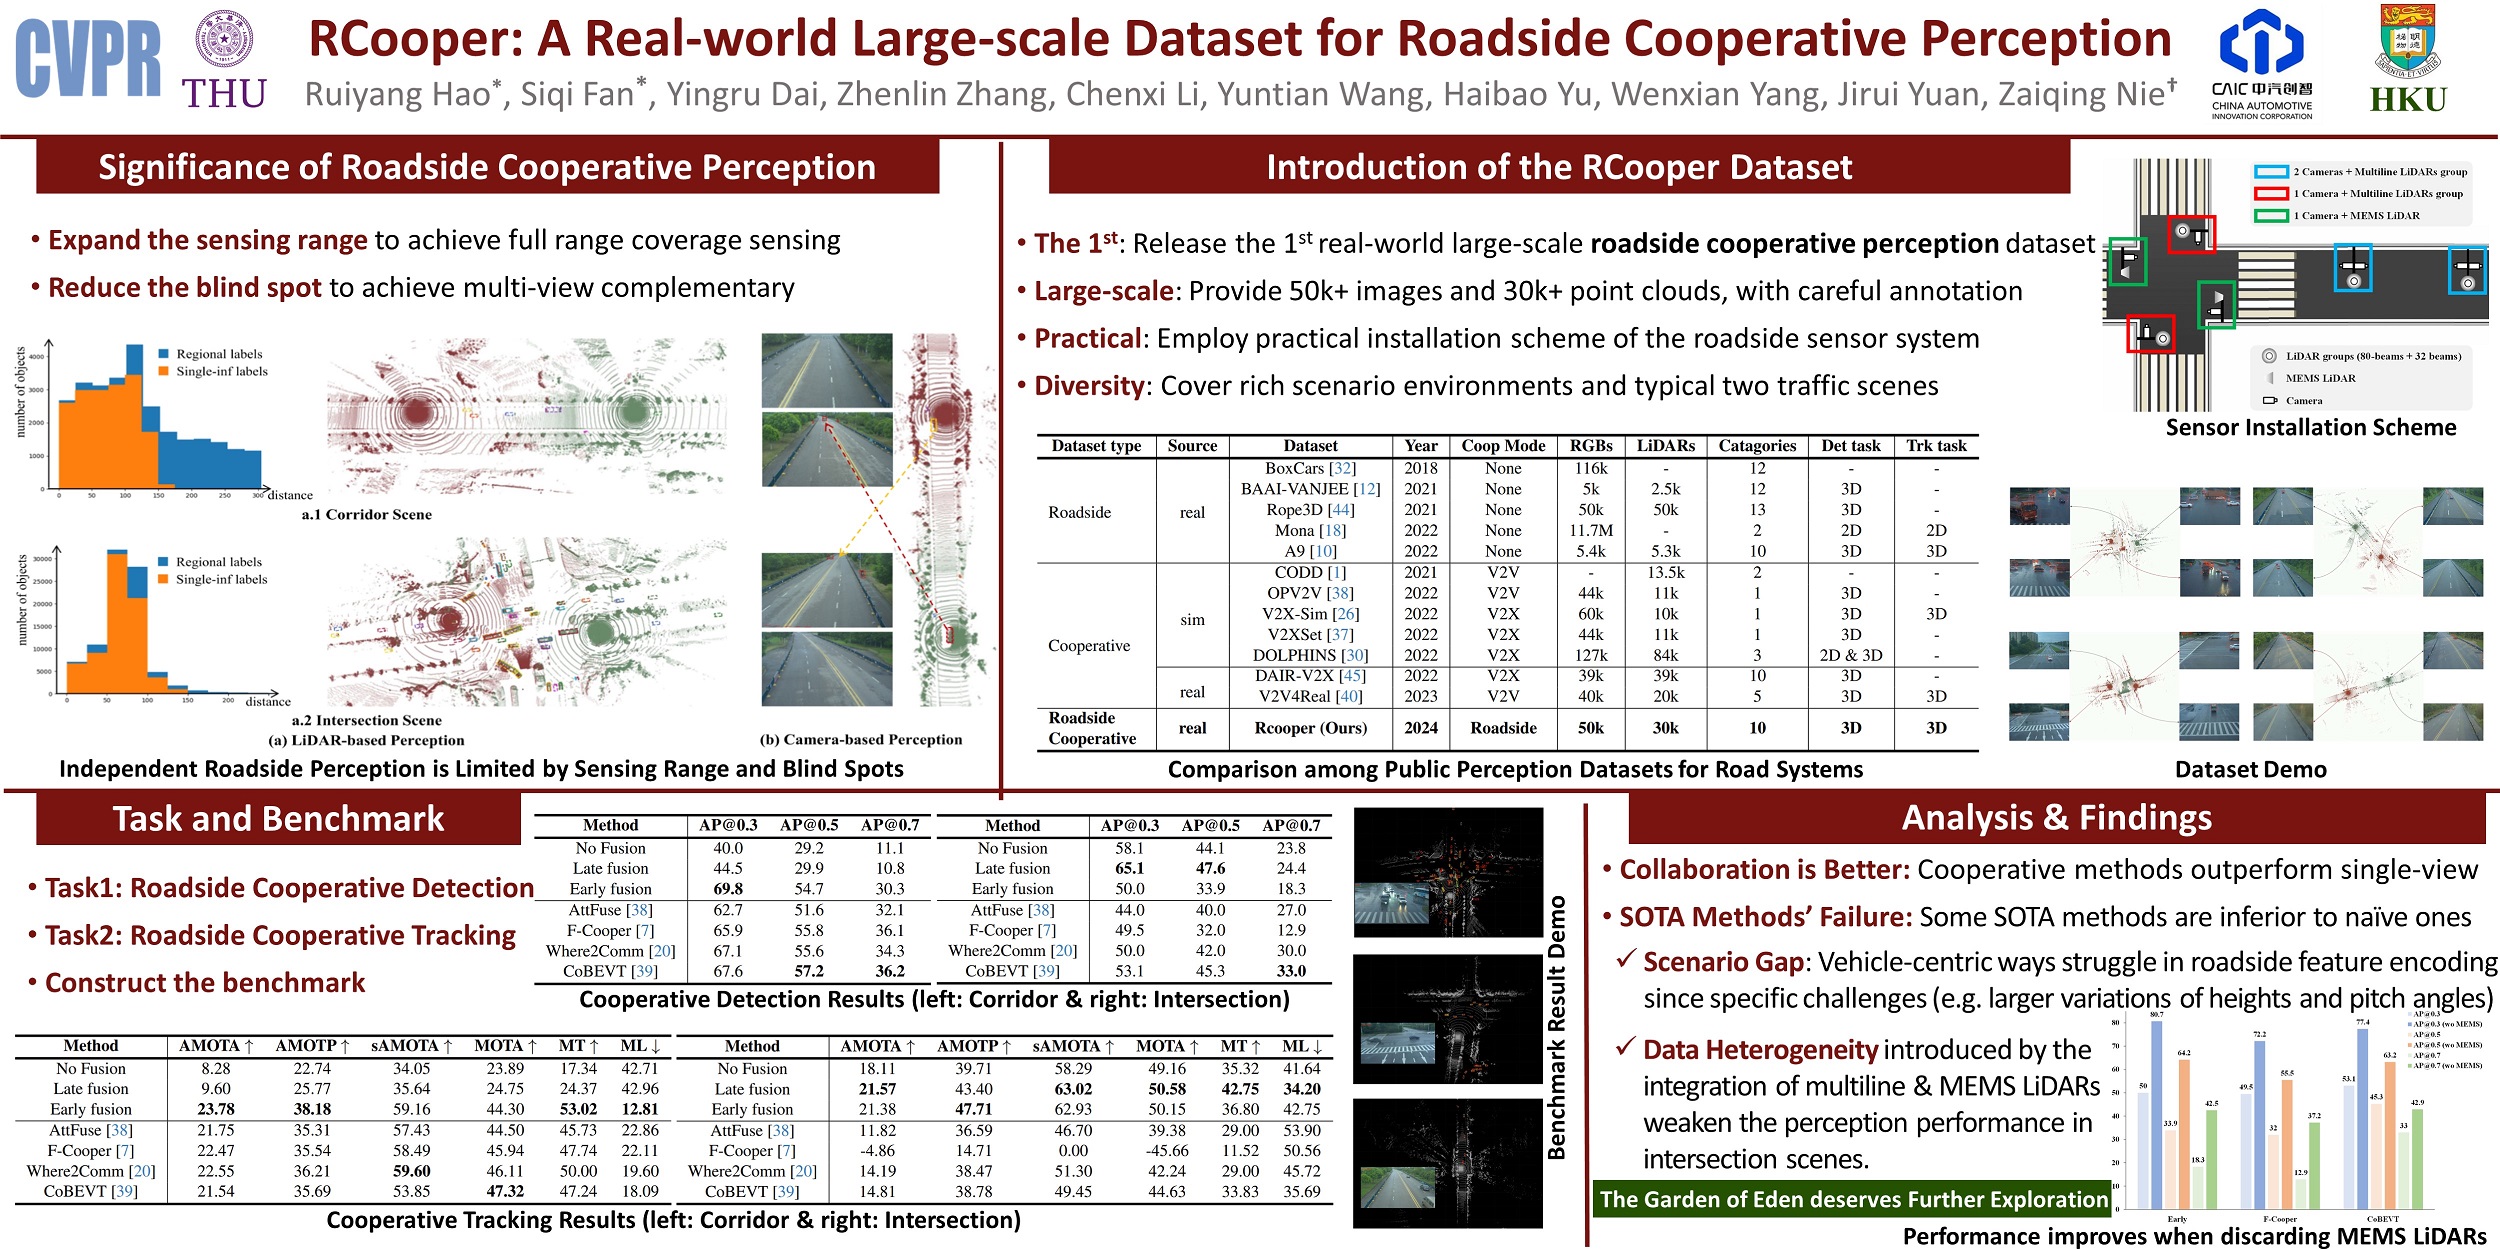 CVPR
THU
RCooper: A Real-world Large-scale Dataset for Roadside Cooperative Perception
Ruiyang Hao*, Siqi Fan*, Yingru Dai, Zhenlin Zhang, Chenxi Li, Yuntian Wang, Haibao Yu, Wenxian Yang, Jirui Yuan, Zaiqing Nie†
CAIC 中汽创智
CHINA AUTOMOTIVE
INNOVATION CORPORATION
HKU
Significance of Roadside Cooperative Perception
• Expand the sensing range to achieve full range coverage sensing
• Reduce the blind spot to achieve multi-view complementary
number of objects
4000
3000
2000
1000
0
0 50 100 150 200 250 300 distance
Regional labels
Single-inf labels
a.1 Corridor Scene
number of objects
30000
25000
20000
15000
10000
5000
0
0 50 100 150 200 distance
Regional labels
Single-inf labels
a.2 Intersection Scene
(a) LiDAR-based Perception
(b) Camera-based Perception
Independent Roadside Perception is Limited by Sensing Range and Blind Spots
Introduction of the RCooper Dataset
• The 1st: Release the 1st real-world large-scale roadside cooperative perception dataset
• Large-scale: Provide 50k+ images and 30k+ point clouds, with careful annotation
• Practical: Employ practical installation scheme of the roadside sensor system
• Diversity: Cover rich scenario environments and typical two traffic scenes
Dataset type Source Dataset Year Coop Mode RGBs LiDARs Catagories Det task Trk task
Roadside real
BoxCars [32] 2018 None 116k - 12 - -
BAAI-VANJEE [12] 2021 None 5k 2.5k 12 3D -
Rope3D [44] 2021 None 50k 50k 13 3D -
Mona [18] 2022 None 11.7M - 2 2D 2D
A9 [10] 2022 None 5.4k 5.3k 10 3D 3D
Cooperative sim
CODD [1] 2021 V2V - 13.5k 2 - -
OPV2V [38] 2022 V2V 44k 11k 1 3D -
V2X-Sim [26] 2022 V2X 60k 10k 1 3D 3D
V2XSet [37] 2022 V2X 44k 11k 1 3D -
DOLPHINS [30] 2022 V2X 127k 84k 3 2D & 3D -
real
DAIR-V2X [45] 2022 V2X 39k 39k 10 3D -
V2V4Real [40] 2023 V2V 40k 20k 5 3D 3D
Roadside Cooperative real Rcooper (Ours) 2024 Roadside 50k 30k 10 3D 3D
Comparison among Public Perception Datasets for Road Systems
2 Cameras + Multiline LiDARs group
1 Camera + Multiline LiDARs group
1 Camera + MEMS LiDAR
LiDAR groups (80-beams + 32 beams)
MEMS LiDAR
Camera
Sensor Installation Scheme
Dataset Demo
Task and Benchmark
• Task1: Roadside Cooperative Detection
• Task2: Roadside Cooperative Tracking
• Construct the benchmark
Method AP@0.3 AP@0.5 AP@0.7
No Fusion 40.0 29.2 11.1
Late fusion 44.5 29.9 10.8
Early fusion 69.8 54.7 30.3
AttFuse [38] 62.7 51.6 32.1
F-Cooper [7] 65.9 55.8 36.1
Where2Comm [20] 67.1 55.6 34.3
CoBEVT [39] 67.6 57.2 36.2
Method AP@0.3 AP@0.5 AP@0.7
No Fusion 58.1 44.1 23.8
Late fusion 65.1 47.6 24.4
Early fusion 50.0 33.9 18.3
AttFuse [38] 44.0 40.0 27.0
F-Cooper [7] 49.5 32.0 12.9
Where2Comm [20] 50.0 42.0 30.0
CoBEVT [39] 53.1 45.3 33.0
Cooperative Detection Results (left: Corridor & right: Intersection)
Method AMOTA ↑ AMOTP ↑ sAMOTA ↑ MOTA ↑ MT ↑ ML ↓
No Fusion 8.28 22.74 34.05 23.89 17.34 42.71
Late fusion 9.60 25.77 35.64 24.75 24.37 42.96
Early fusion 23.78 38.18 59.16 44.30 53.02 12.81
AttFuse [38] 21.75 35.31 57.43 44.50 45.73 22.86
F-Cooper [7] 22.47 35.54 58.49 45.94 47.74 22.11
Where2Comm [20] 22.55 36.21 59.60 46.11 50.00 19.60
CoBEVT [39] 21.54 35.69 53.85 47.32 47.24 18.09
Method AMOTA ↑ AMOTP ↑ sAMOTA ↑ MOTA ↑ MT ↑ ML ↓
No Fusion 18.11 39.71 58.29 49.16 35.32 41.64
Late fusion 21.57 43.40 63.02 50.58 42.75 34.20
Early fusion 21.38 47.71 62.93 50.15 36.80 42.75
AttFuse [38] 11.82 36.59 46.70 39.38 29.00 53.90
F-Cooper [7] -4.86 14.71 0.00 -45.66 11.52 50.56
Where2Comm [20] 14.19 38.47 51.30 42.24 29.00 45.72
CoBEVT [39] 14.81 38.78 49.45 44.63 33.83 35.69
Cooperative Tracking Results (left: Corridor & right: Intersection)
Benchmark Result Demo
Analysis & Findings
• Collaboration is Better: Cooperative methods outperform single-view
• SOTA Methods' Failure: Some SOTA methods are inferior to naïve ones
✓ Scenario Gap: Vehicle-centric ways struggle in roadside feature encoding
since specific challenges (e.g. larger variations of heights and pitch angles)
✓ Data Heterogeneity introduced by the
integration of multiline & MEMS LiDARs
weaken the perception performance in
intersection scenes.
The Garden of Eden deserves Further Exploration
AP@0.3
AP@0.3 (wo MEMS)
AP@0.5
AP@0.5 (wo MEMS)
AP@0.7
AP@0.7 (wo MEMS)
80
70
60
50
40
30
20
10
0
50 80.7 33.9 64.2 18.3 42.5
49.5 72.2 32 55.5 12.9 37.2
53.1 77.4 45.3 63.2 33 42.9
Early F-Cooper CoBEVT
Performance improves when discarding MEMS LiDARs